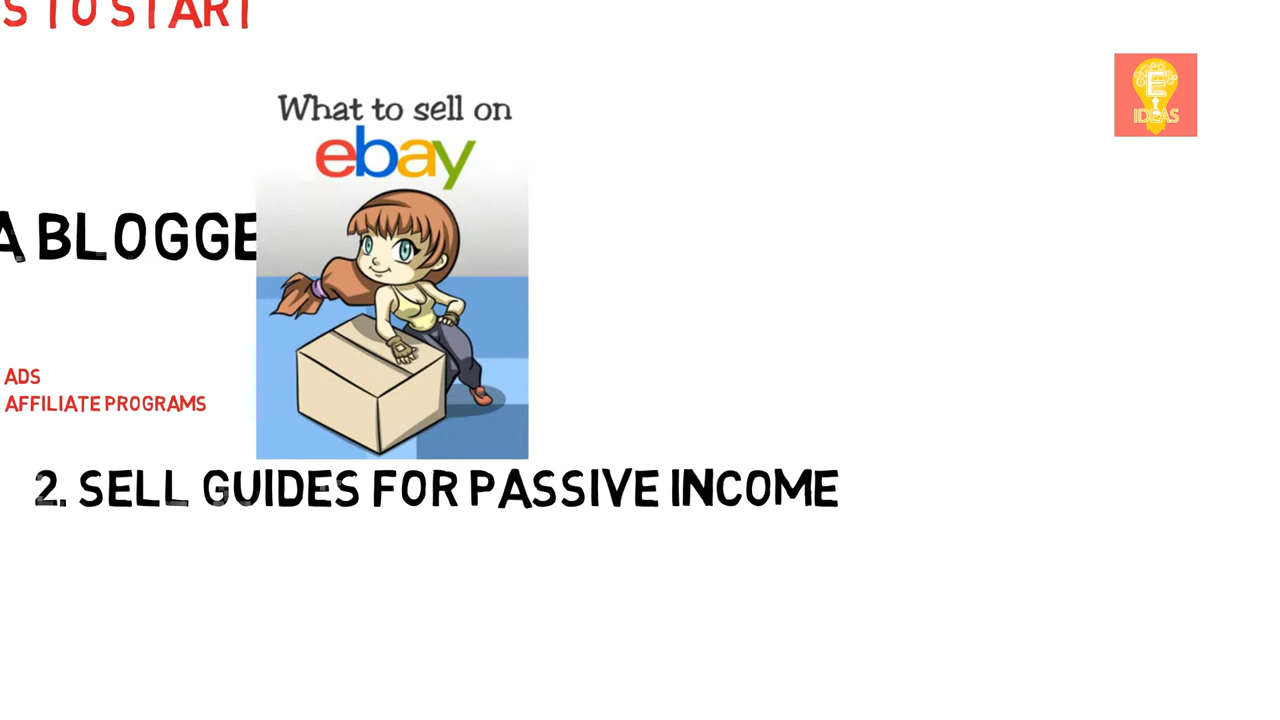 S TO START
What to sell on
ebay
E
IDEAS
A BLOGGE
ADS
AFFILIATE PROGRAMS
2. SELL GUIDES FOR PASSIVE INCOME